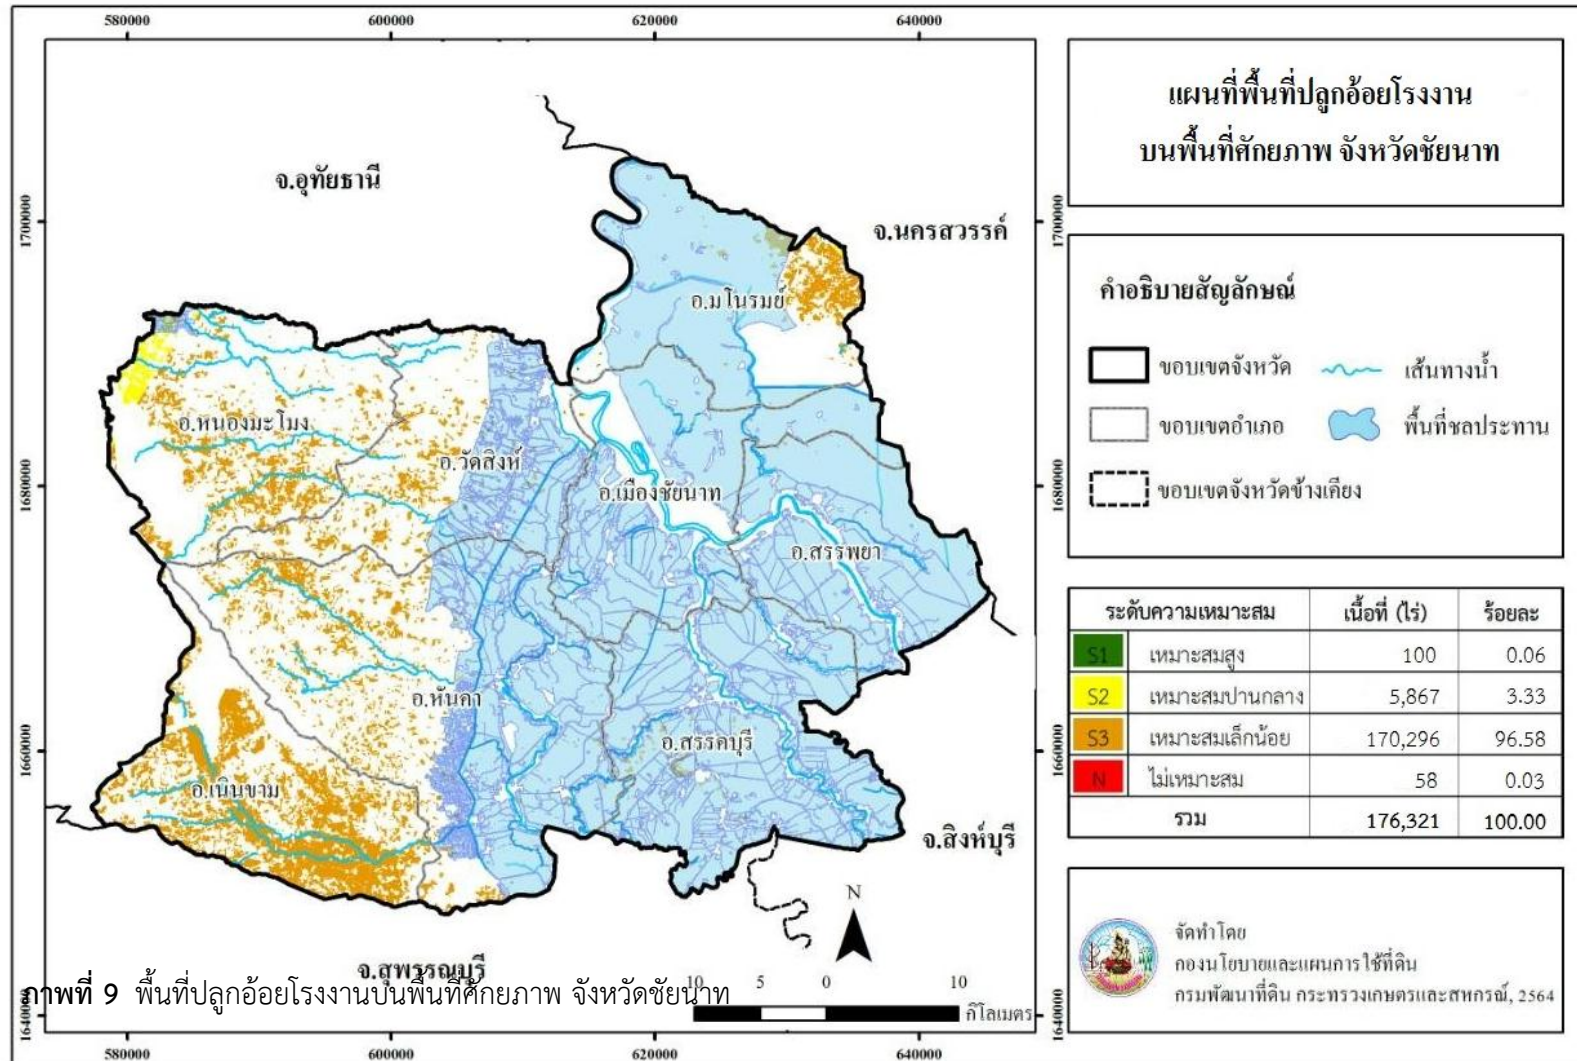 580000
600000
620000
640000
แผนที่พื้นที่ปลูกอ้อยโรงงาน
บนพื้นที่ศักยภาพ จังหวัดชัยนาท
จ.อุทัยธานี
จ.นครสวรรค์
1700000
1700000
อ.มโนรมย์
คำอธิบายสัญลักษณ์
ขอบเขตจังหวัด
เส้นทางน้ำ
ขอบเขตอำเภอ
พื้นที่ชลประทาน
ขอบเขตจังหวัดข้างเคียง
อ.หนองมะโมง
อ.วัดสิงห์
อ.เมืองชัยนาท
1680000
1680000
อ.สรรพยา
ระดับความเหมาะสม เนื้อที่ (ไร่) ร้อยละ
S1 เหมาะสมสูง 100 0.06
S2 เหมาะสมปานกลาง 5,867 3.33
S3 เหมาะสมเล็กน้อย 170,296 96.58
N ไม่เหมาะสม 58 0.03
รวม 176,321 100.00
อ.หันคา
อ.สรรคบุรี
1660000
1660000
อ.เนินขาม
จ.สิงห์บุรี
N
จ.สุพรรณบุรี
ภาพที่ 9 พื้นที่ปลูกอ้อยโรงงานบนพื้นที่ศักยภาพ จังหวัดชัยนาท
10 5 0 10
กิโลเมตร
จัดทำโดย
กองนโยบายและแผนการใช้ที่ดิน
กรมพัฒนาที่ดิน กระทรวงเกษตรและสหกรณ์, 2564
1640000
1640000
580000
600000
620000
640000